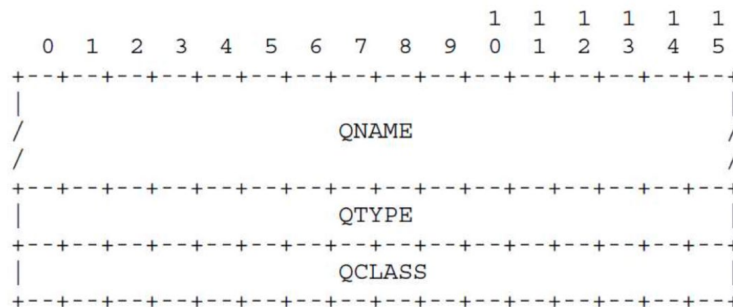 1  1  1  1  1  1
  0  1  2  3  4  5  6  7  8  9  0  1  2  3  4  5
+--+--+--+--+--+--+--+--+--+--+--+--+--+--+--+--+
|                                               |
/                     QNAME                     /
/                                               /
+--+--+--+--+--+--+--+--+--+--+--+--+--+--+--+--+
|                     QTYPE                     |
+--+--+--+--+--+--+--+--+--+--+--+--+--+--+--+--+
|                     QCLASS                    |
+--+--+--+--+--+--+--+--+--+--+--+--+--+--+--+--+